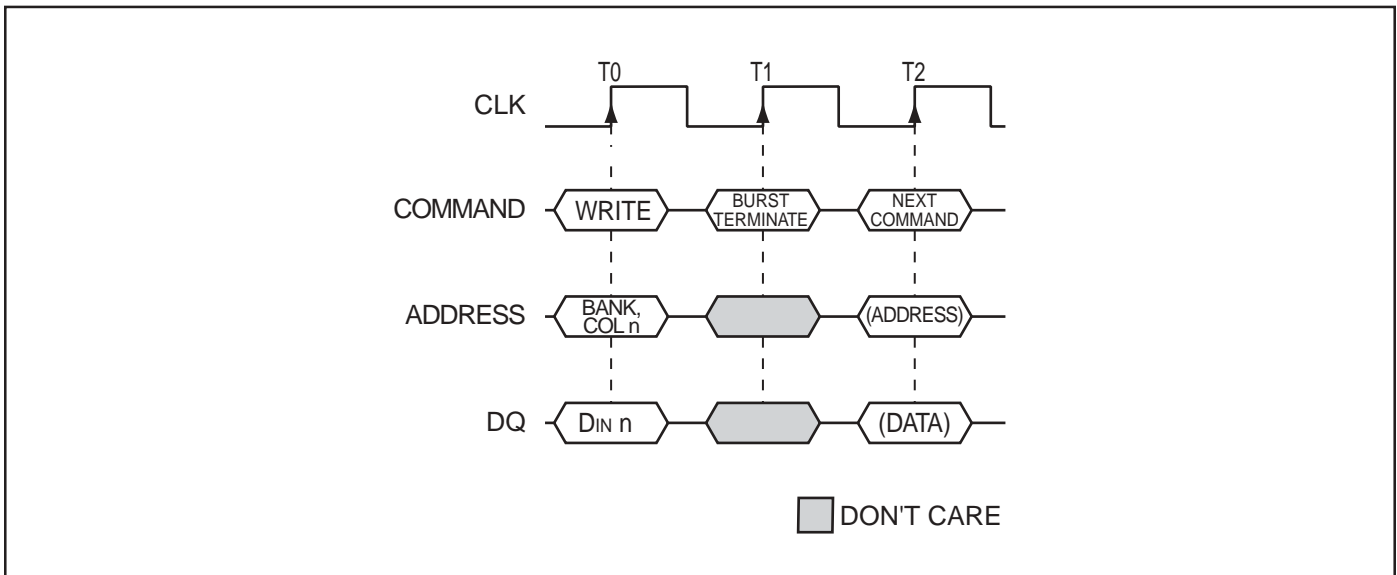 T0 T1 T2
CLK
COMMAND WRITE BURST TERMINATE NEXT COMMAND
ADDRESS BANK, COL n (ADDRESS)
DQ DIN n (DATA)
DON'T CARE